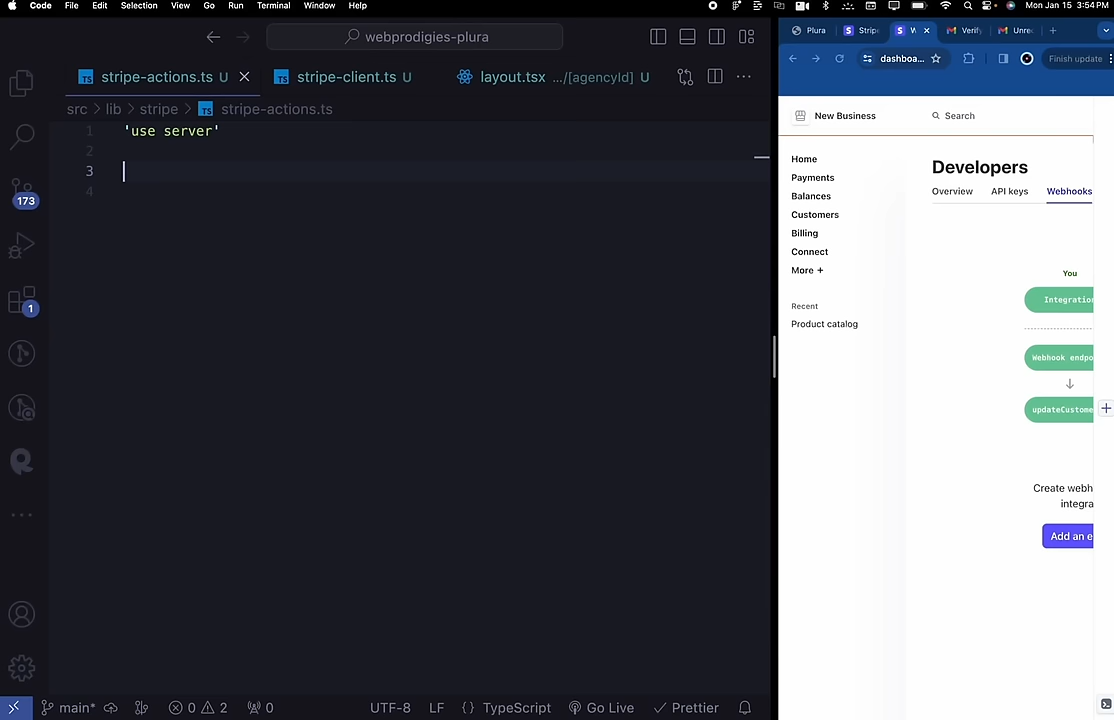 Code File Edit Selection View Go Run Terminal Window Help Mon Jan 15 3:54 PM
webprodigies-plura
stripe-actions.ts U
stripe-client.ts U
layout.tsx .../[agencyId] U
src > lib > stripe > stripe-actions.ts
1 'use server'
2
3
4
173
1
main* 0 2 0 UTF-8 LF {} TypeScript Go Live Prettier
Plura Stripe W Verify Unre
dashboa... Finish update
New Business Search
Home
Payments
Balances
Customers
Billing
Connect
More +
Recent
Product catalog
Developers
Overview API keys Webhooks
You
Integration
Webhook endpo
updateCustome
Create webh
integra
Add an e